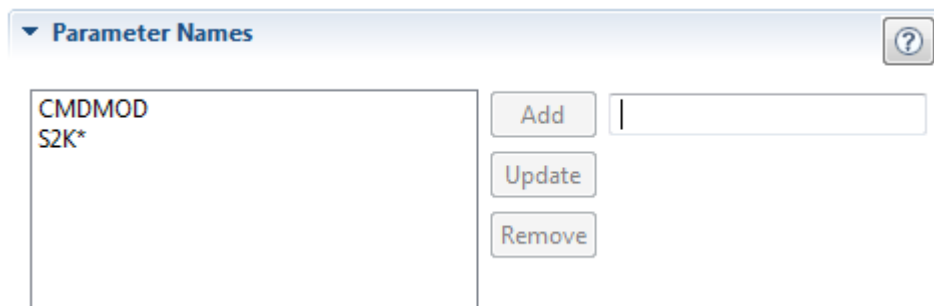 Parameter Names
?
CMDMOD
S2K*
Add
Update
Remove